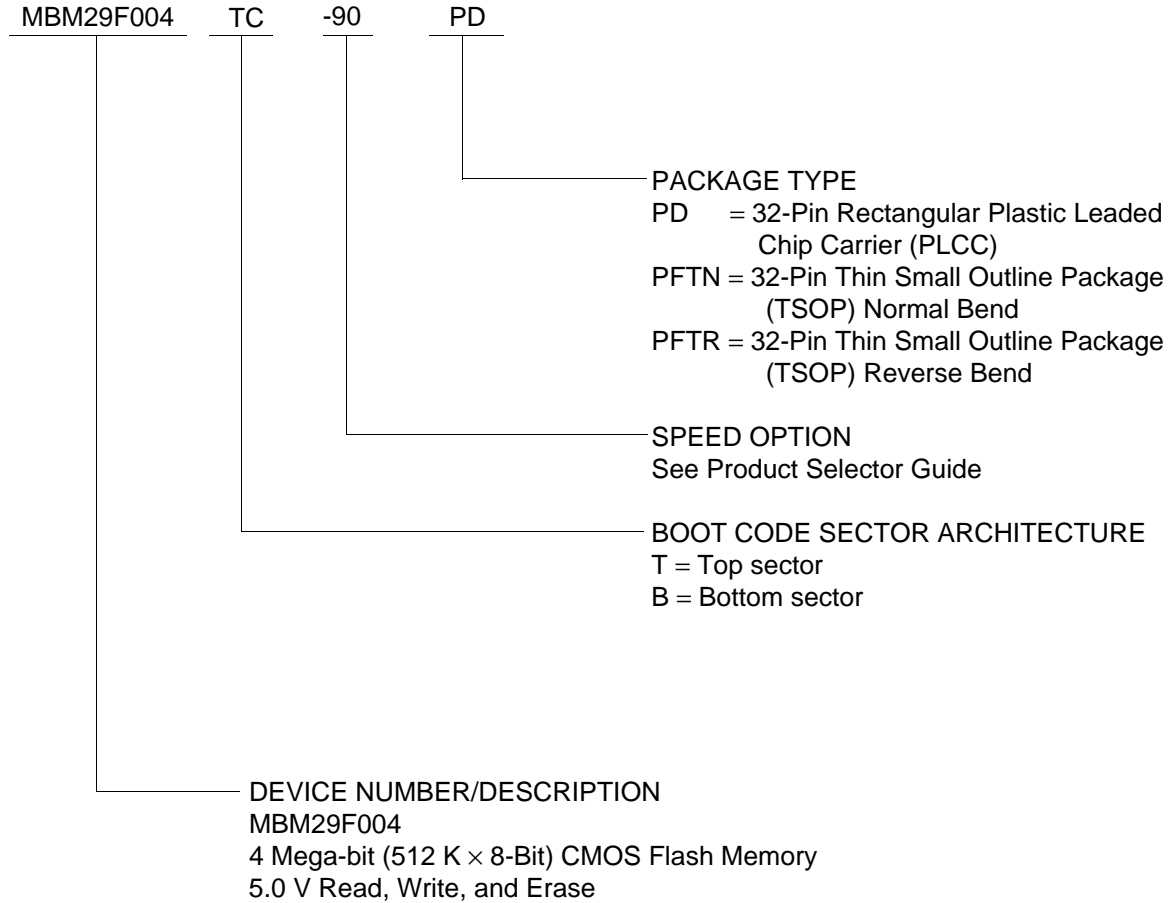 MBM29F004 TC -90 PD
PACKAGE TYPE
PD = 32-Pin Rectangular Plastic Leaded
Chip Carrier (PLCC)
PFTN = 32-Pin Thin Small Outline Package
(TSOP) Normal Bend
PFTR = 32-Pin Thin Small Outline Package
(TSOP) Reverse Bend
SPEED OPTION
See Product Selector Guide
BOOT CODE SECTOR ARCHITECTURE
T = Top sector
B = Bottom sector
DEVICE NUMBER/DESCRIPTION
MBM29F004
4 Mega-bit (512 K × 8-Bit) CMOS Flash Memory
5.0 V Read, Write, and Erase